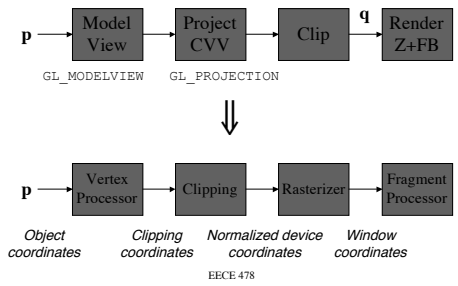 q
p
Model
View
Project
CVV
Clip
Render
Z+FB
GL_MODELVIEW
GL_PROJECTION
p
Vertex
Processor
Clipping
Rasterizer
Fragment
Processor
Object
coordinates
Clipping
coordinates
Normalized device
coordinates
Window
coordinates
EECE 478